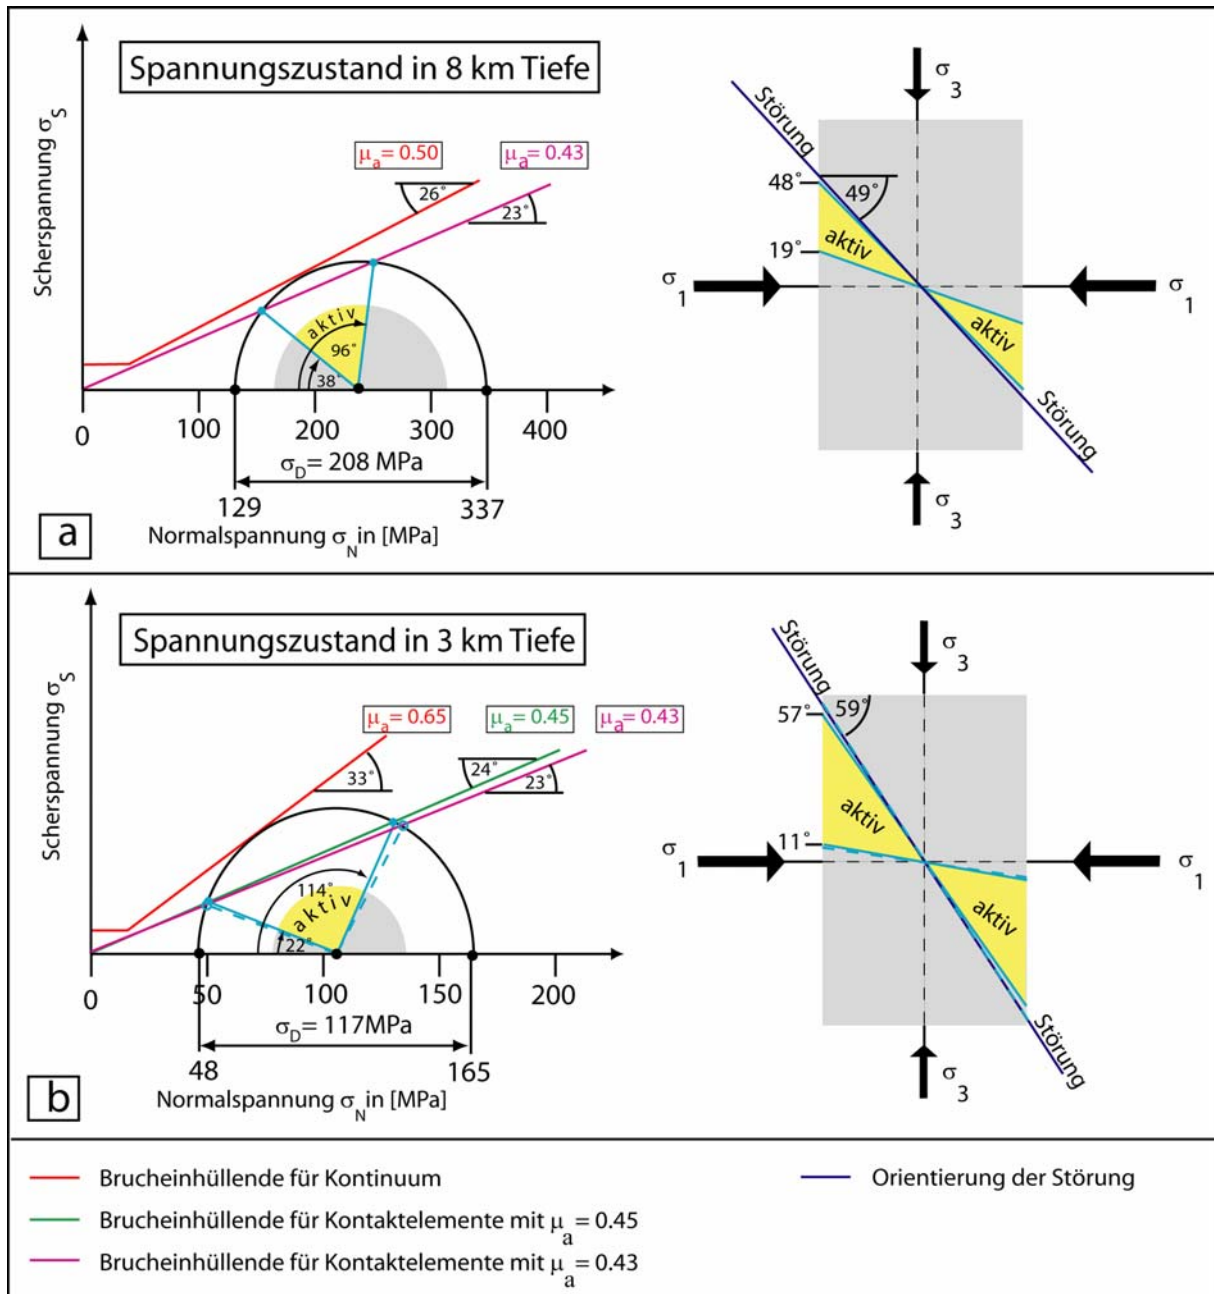 Spannungszustand in 8 km Tiefe
Scherspannung σS
μa= 0.50
μa= 0.43
26°
23°
aktiv
96°
38°
0
100
200
300
400
σD= 208 MPa
129
337
Normalspannung σN in [MPa]
a
σ3
Störung
48°
49°
aktiv
19°
σ1
σ1
aktiv
Störung
σ3
Spannungszustand in 3 km Tiefe
Scherspannung σS
μa= 0.65
μa= 0.45
μa= 0.43
33°
24°
23°
114°
aktiv
22°
0
50
100
150
200
σD= 117MPa
48
165
Normalspannung σN in [MPa]
b
Störung
σ3
57°
59°
aktiv
11°
σ1
σ1
aktiv
Störung
σ3
Brucheinhüllende für Kontinuum
Orientierung der Störung
Brucheinhüllende für Kontaktelemente mit μa= 0.45
Brucheinhüllende für Kontaktelemente mit μa= 0.43